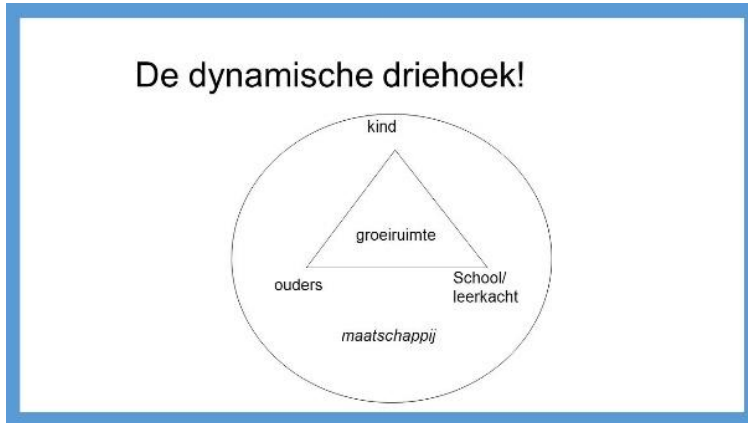 De dynamische driehoek!
kind
groeiruimte
ouders
School/
leerkacht
maatschappij